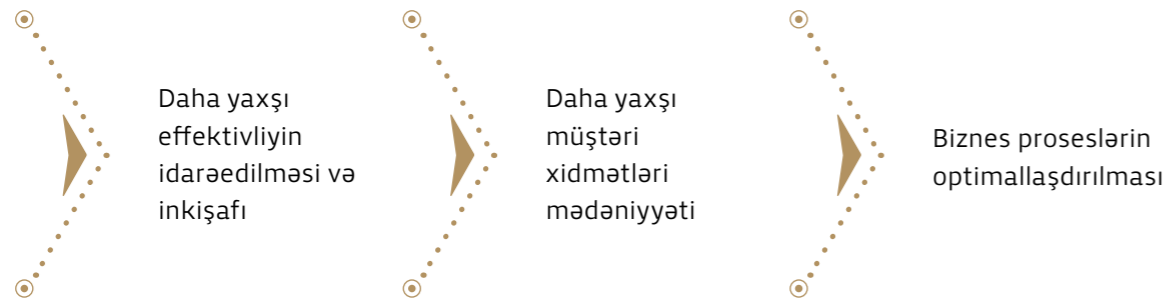 Daha yaxşı
effektivliyin
idarəedilməsi və
inkişafı
Daha yaxşı
müştəri
xidmətləri
mədəniyyəti
Biznes proseslərin
optimallaşdırılması